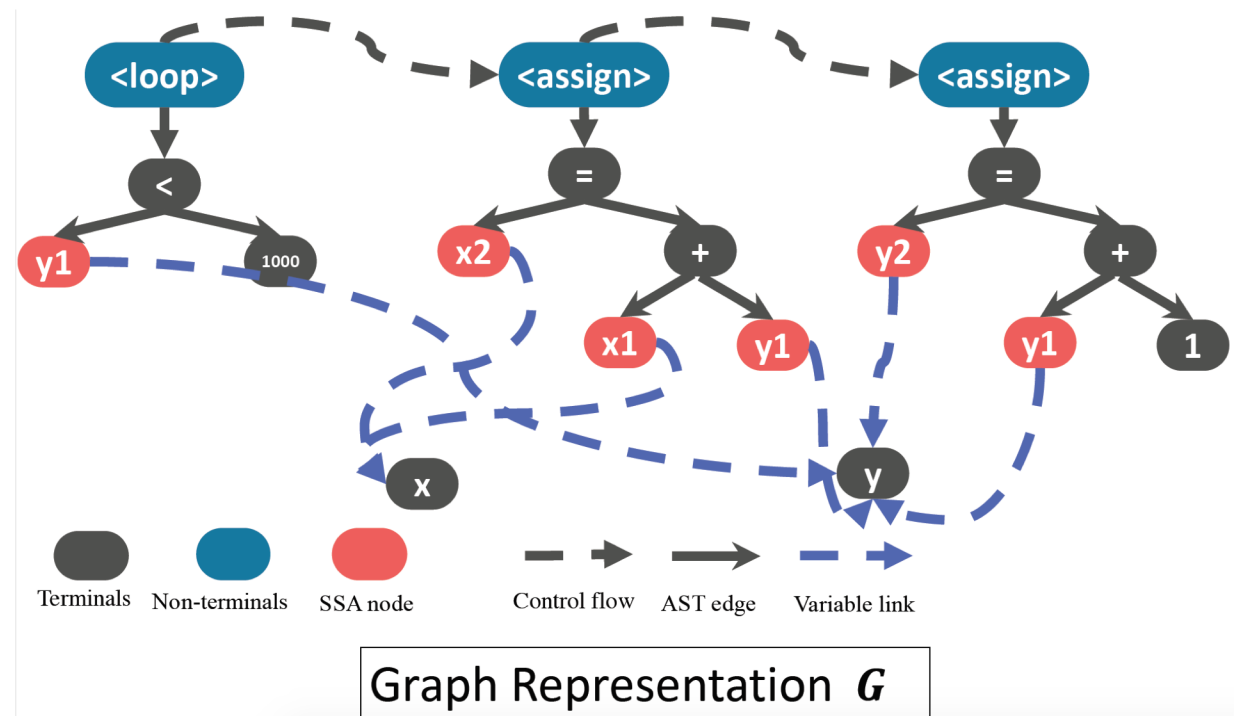 <loop> <assign> <assign>
< = =
y1 1000 x2 + y2 +
x1 y1 y1 1
x y
Terminals Non-terminals SSA node Control flow AST edge Variable link
Graph Representation G